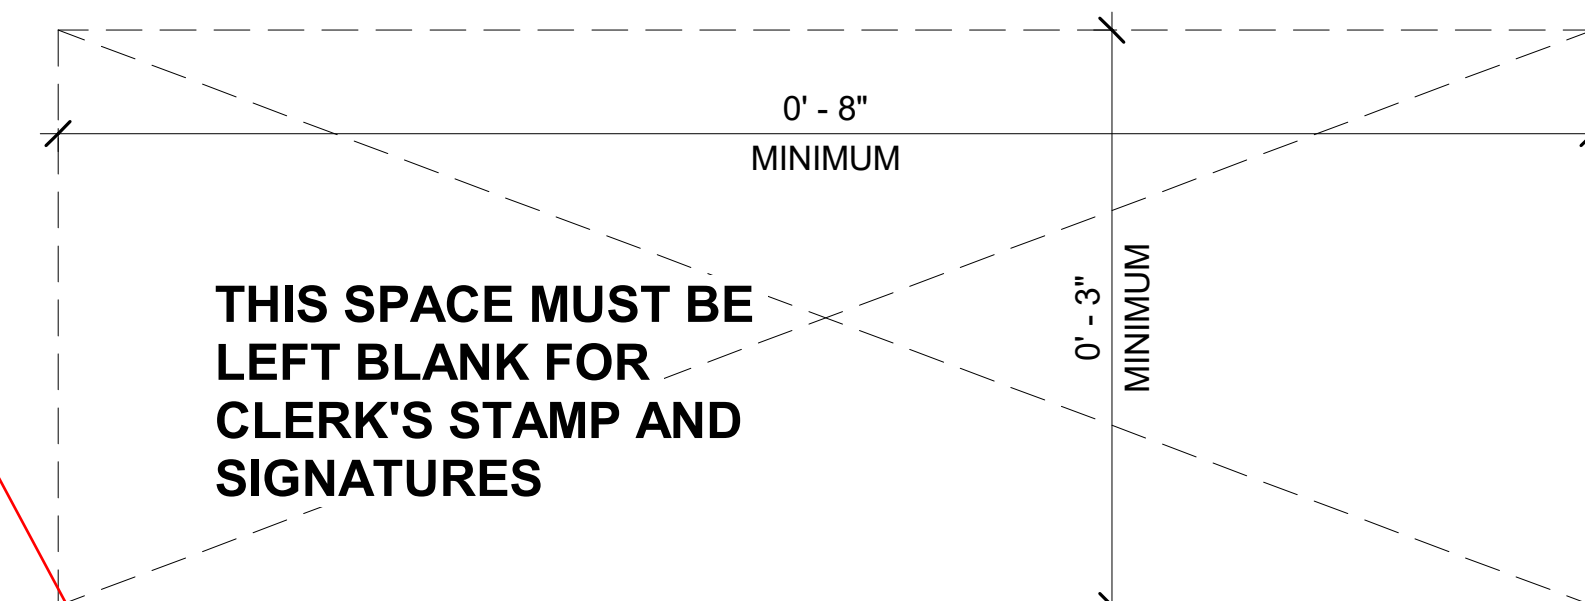 0' - 8"
MINIMUM
THIS SPACE MUST BE
LEFT BLANK FOR
CLERK'S STAMP AND
SIGNATURES
0' - 3"
MINIMUM